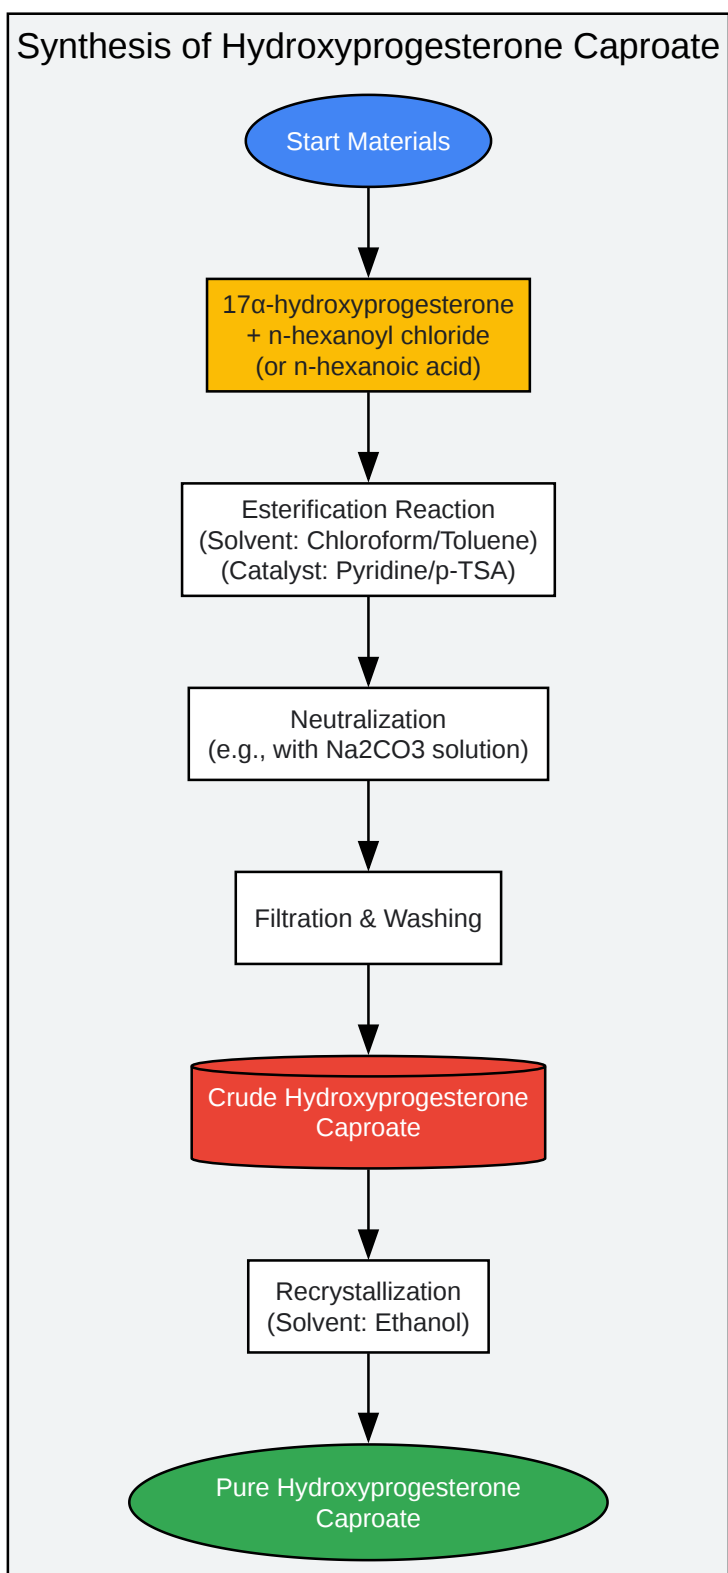 Synthesis of Hydroxyprogesterone Caproate
Start Materials
17α-hydroxyprogesterone
+ n-hexanoyl chloride
(or n-hexanoic acid)
Esterification Reaction
(Solvent: Chloroform/Toluene)
(Catalyst: Pyridine/p-TSA)
Neutralization
(e.g., with Na2CO3 solution)
Filtration & Washing
Crude Hydroxyprogesterone
Caproate
Recrystallization
(Solvent: Ethanol)
Pure Hydroxyprogesterone
Caproate